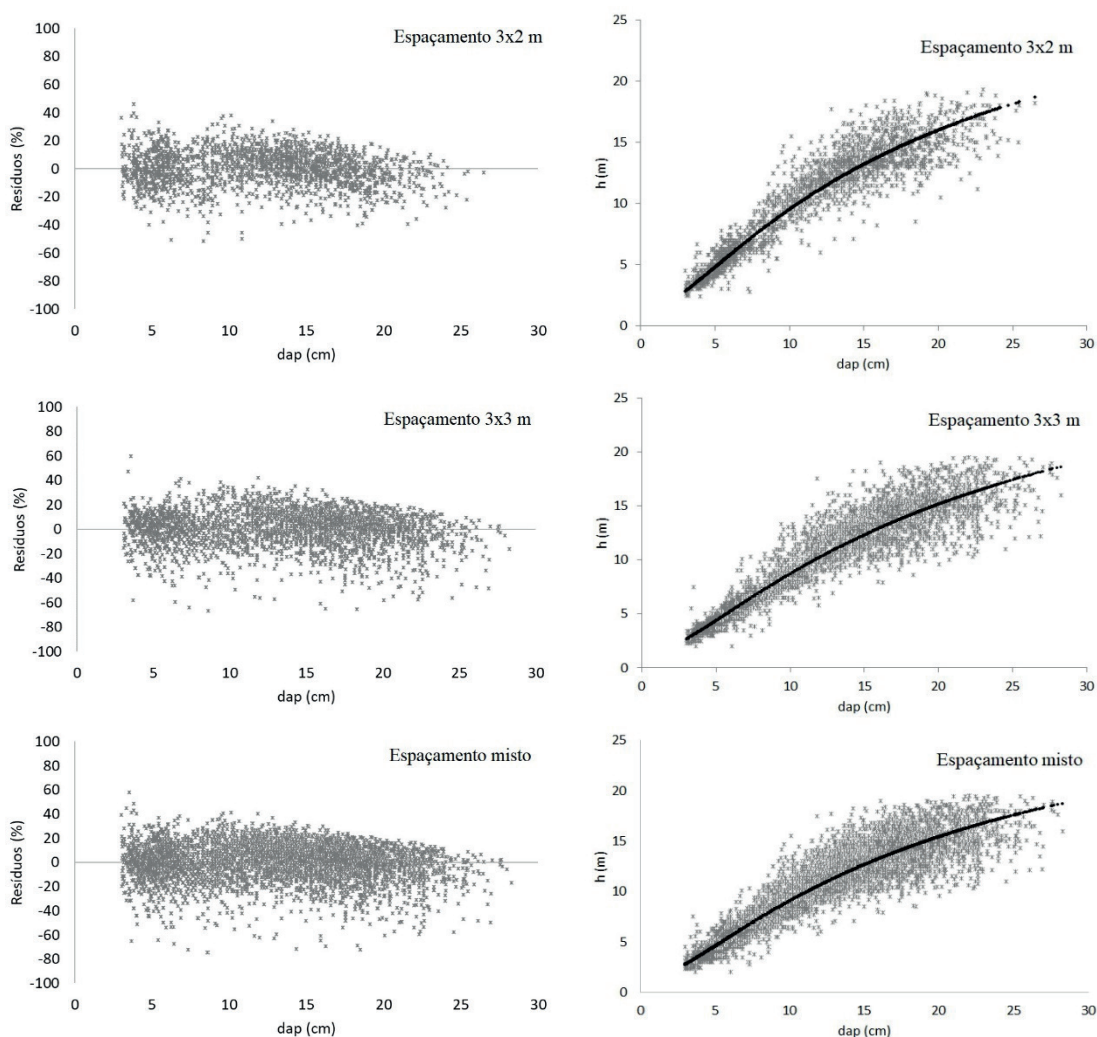 Espaçamento 3x2 m
Resíduos (%)
100
80
60
40
20
0
-20
-40
-60
-80
-100
0 5 10 15 20 25 30
dap (cm)
Espaçamento 3x2 m
h (m)
25
20
15
10
5
0
0 5 10 15 20 25 30
dap (cm)
Espaçamento 3x3 m
Resíduos (%)
100
80
60
40
20
0
-20
-40
-60
-80
-100
0 5 10 15 20 25 30
dap (cm)
Espaçamento 3x3 m
h (m)
25
20
15
10
5
0
0 5 10 15 20 25 30
dap (cm)
Espaçamento misto
Resíduos (%)
100
80
60
40
20
0
-20
-40
-60
-80
-100
0 5 10 15 20 25 30
dap (cm)
Espaçamento misto
h (m)
25
20
15
10
5
0
0 5 10 15 20 25 30
dap (cm)